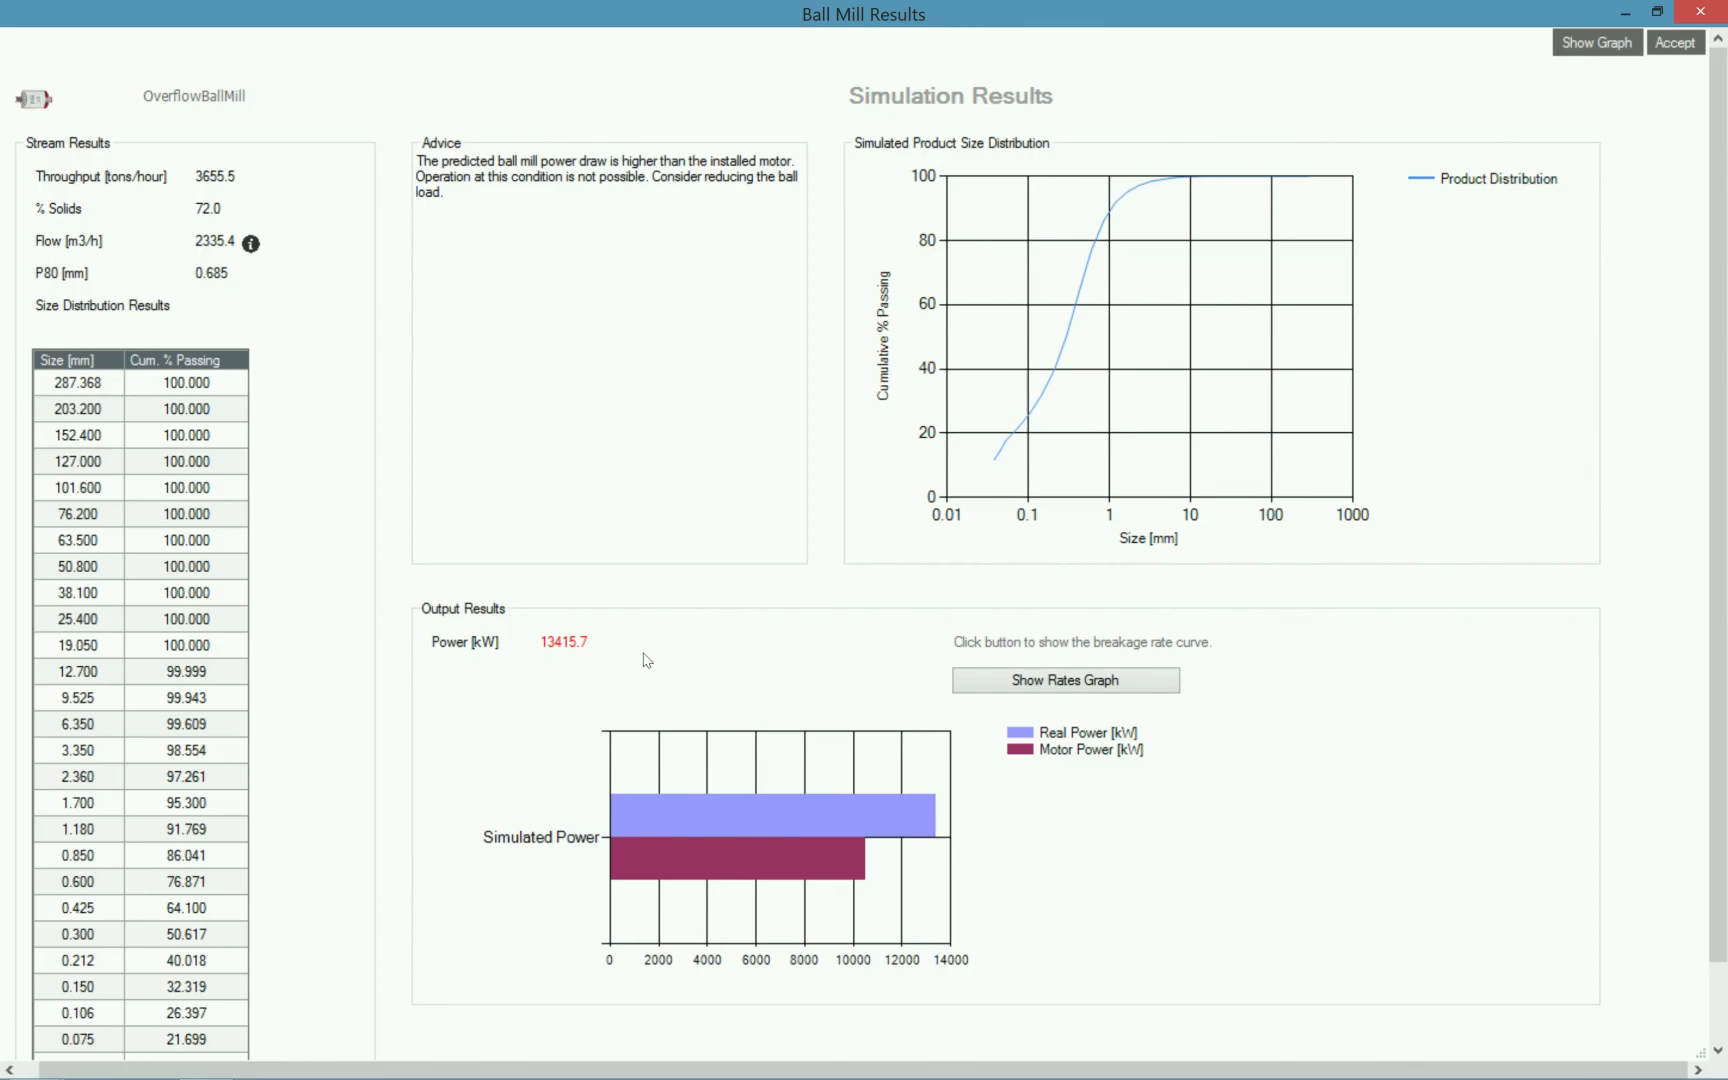 Ball Mill Results
Show Graph
Accept
OverflowBallMill
Simulation Results
Stream Results
Throughput [tons/hour] 3655.5
% Solids 72.0
Flow [m3/h] 2335.4
P80 [mm] 0.685
Size Distribution Results
Size [mm] Cum. % Passing
287.368 100.000
203.200 100.000
152.400 100.000
127.000 100.000
101.600 100.000
76.200 100.000
63.500 100.000
50.800 100.000
38.100 100.000
25.400 100.000
19.050 100.000
12.700 99.999
9.525 99.943
6.350 99.609
3.350 98.554
2.360 97.261
1.700 95.300
1.180 91.769
0.850 86.041
0.600 76.871
0.425 64.100
0.300 50.617
0.212 40.018
0.150 32.319
0.106 26.397
0.075 21.699
Advice
The predicted ball mill power draw is higher than the installed motor.
Operation at this condition is not possible. Consider reducing the ball
load.
Simulated Product Size Distribution
Cumulative % Passing
100
80
60
40
20
0
0.01 0.1 1 10 100 1000
Size [mm]
Product Distribution
Output Results
Power [kW] 13415.7
Click button to show the breakage rate curve.
Show Rates Graph
Real Power [kW]
Motor Power [kW]
Simulated Power
0 2000 4000 6000 8000 10000 12000 14000